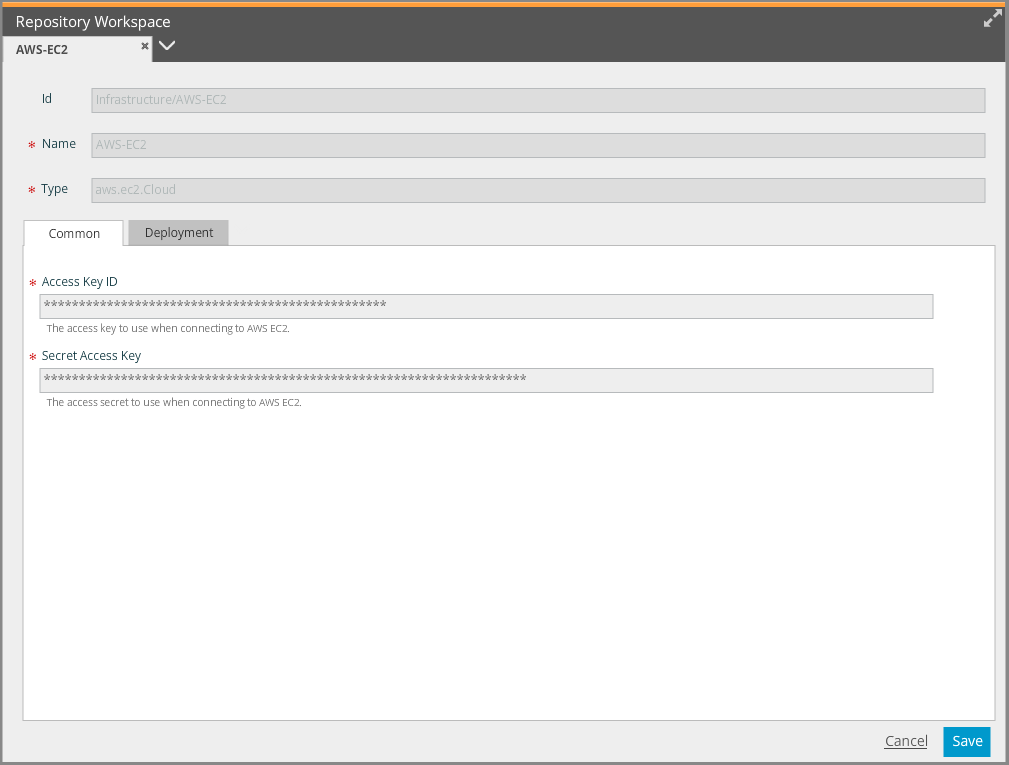 Repository Workspace
AWS-EC2
Id
Infrastructure/AWS-EC2
* Name
AWS-EC2
* Type
aws.ec2.Cloud
Common
Deployment
* Access Key ID
*************************************************
The access key to use when connecting to AWS EC2.
* Secret Access Key
*********************************************************************
The access secret to use when connecting to AWS EC2.
Cancel
Save